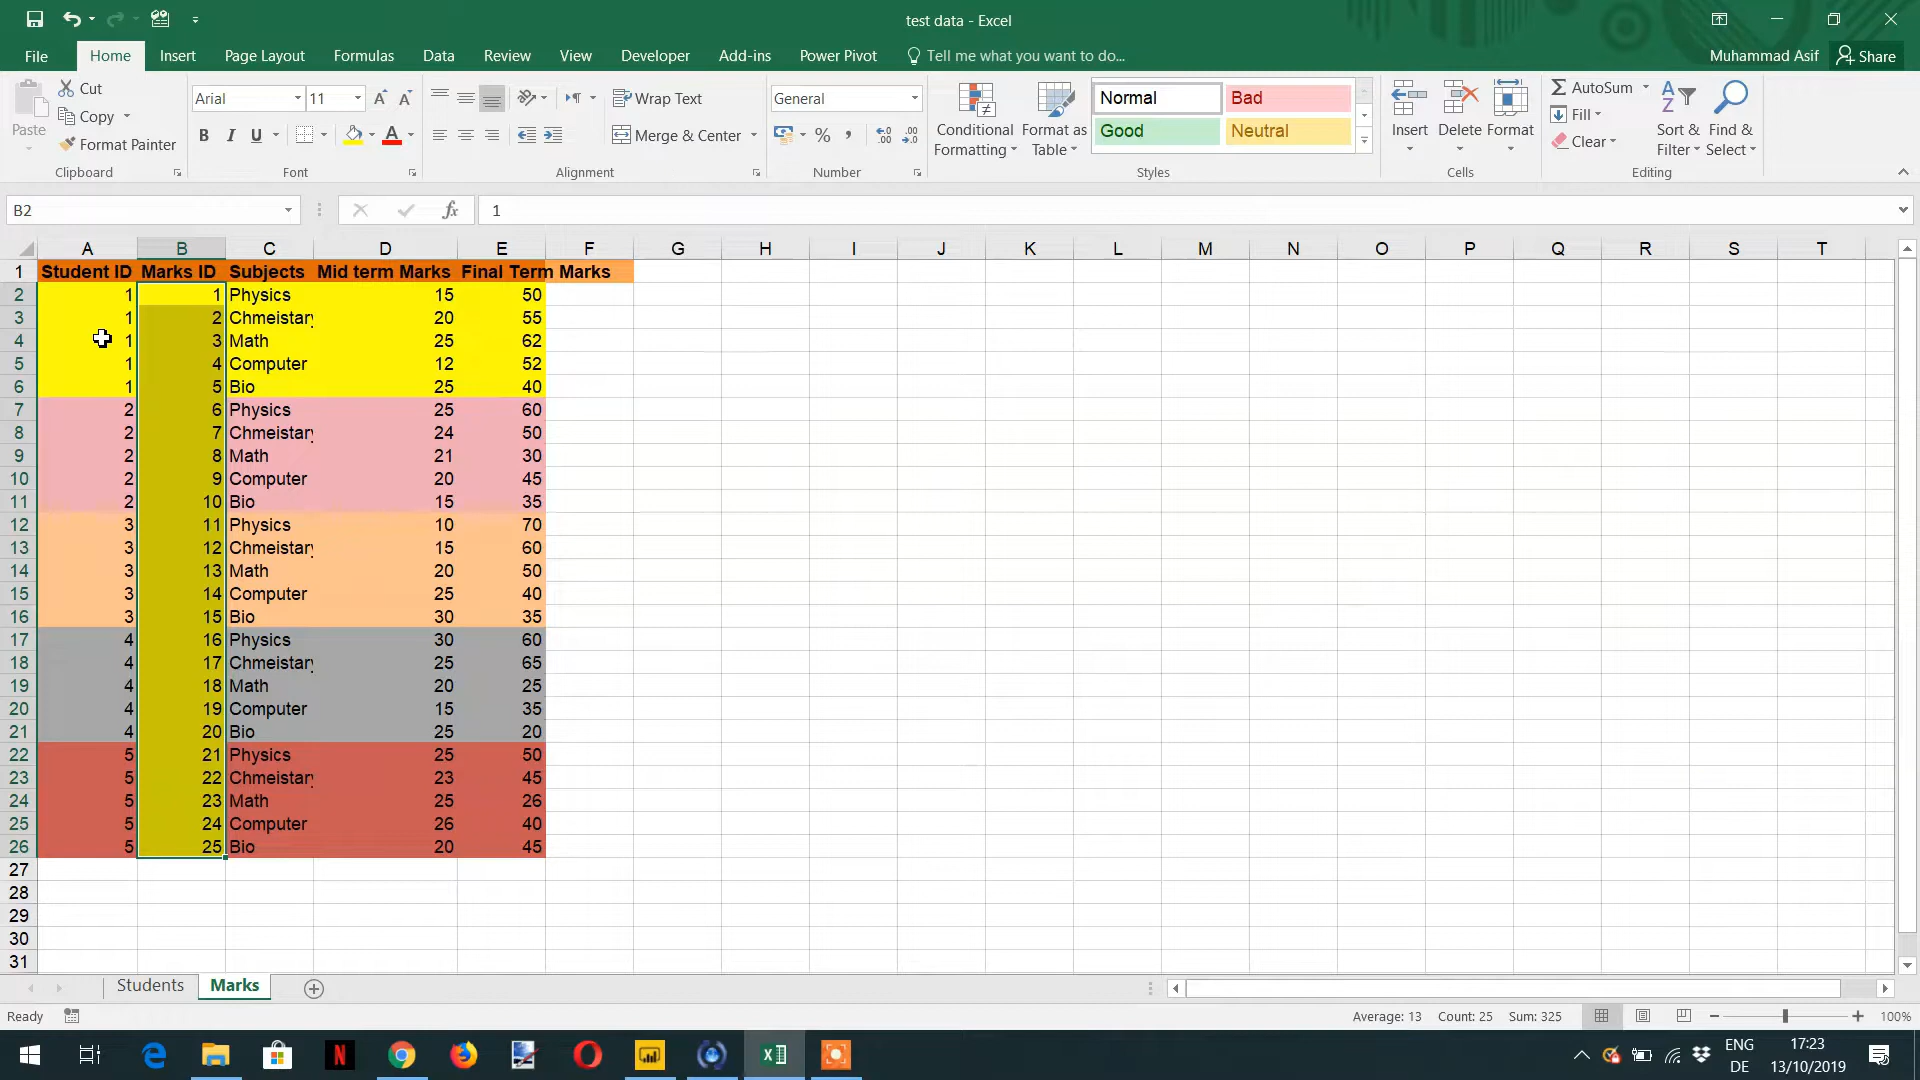 test data - Excel
File Home Insert Page Layout Formulas Data Review View Developer Add-ins Power Pivot Tell me what you want to do... Muhammad Asif Share
Paste Cut Copy Format Painter Clipboard
Arial 11 B I U A Font
Wrap Text Merge & Center Alignment
General % , Number
Conditional Formatting Format as Table Normal Bad Good Neutral Styles
Insert Delete Format Cells
AutoSum Fill Clear Sort & Filter Find & Select Editing
B2 fx 1
A B C D E F G H I J K L M N O P Q R S T
1 Student ID Marks ID Subjects Mid term Marks Final Term Marks
2 1 1 Physics 15 50
3 1 2 Chmeistary 20 55
4 1 3 Math 25 62
5 1 4 Computer 12 52
6 1 5 Bio 25 40
7 2 6 Physics 25 60
8 2 7 Chmeistary 24 50
9 2 8 Math 21 30
10 2 9 Computer 20 45
11 2 10 Bio 15 35
12 3 11 Physics 10 70
13 3 12 Chmeistary 15 60
14 3 13 Math 20 50
15 3 14 Computer 25 40
16 3 15 Bio 30 35
17 4 16 Physics 30 60
18 4 17 Chmeistary 25 65
19 4 18 Math 20 25
20 4 19 Computer 15 35
21 4 20 Bio 25 20
22 5 21 Physics 25 50
23 5 22 Chmeistary 23 45
24 5 23 Math 25 26
25 5 24 Computer 26 40
26 5 25 Bio 20 45
27
28
29
30
31
Students Marks
Ready Average: 13 Count: 25 Sum: 325 100%
ENG 17:23
DE 13/10/2019